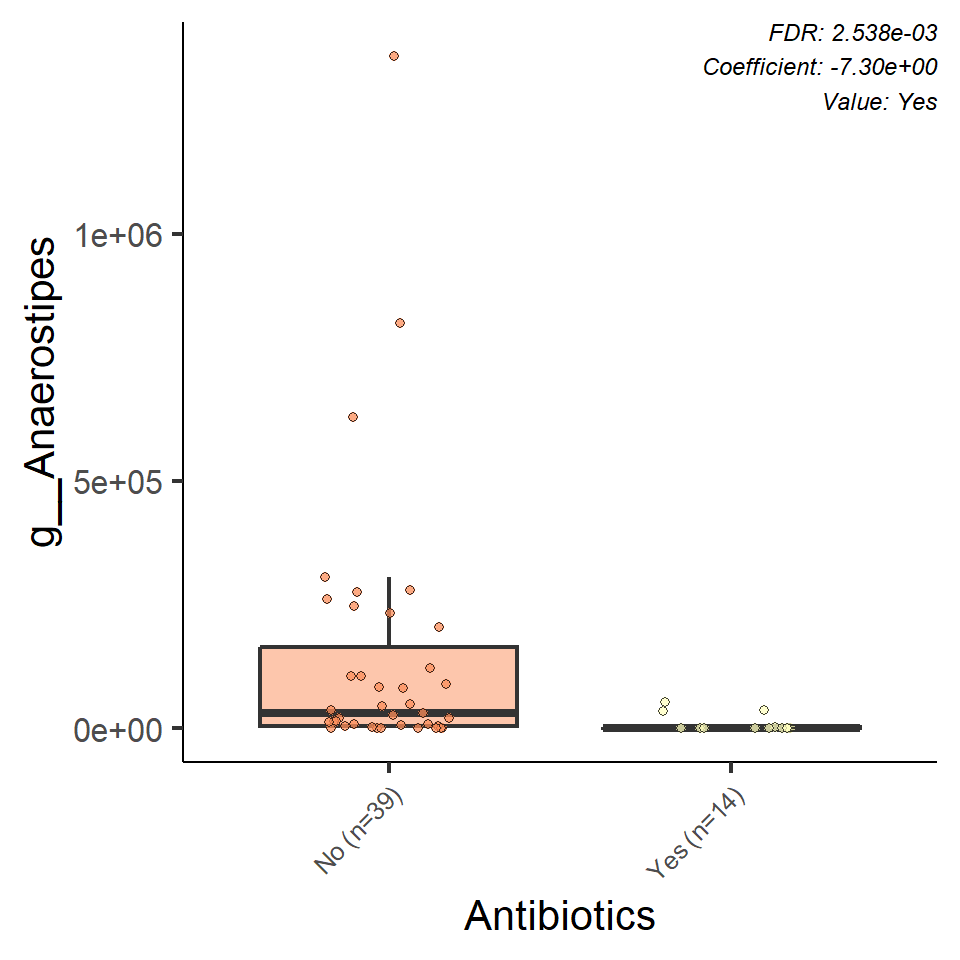 FDR: 2.538e-03
Coefficient: -7.30e+00
Value: Yes
g__Anaerostipes
1e+06
5e+05
0e+00
No (n=39)
Yes (n=14)
Antibiotics